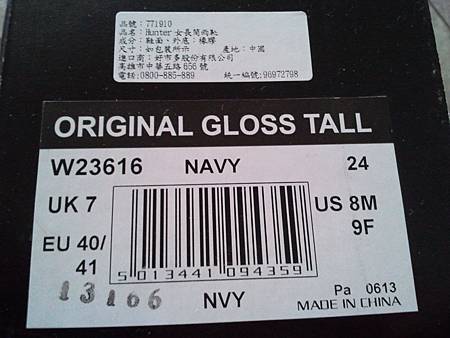 品號：771910
品名：Hunter 女長筒雨靴
成分：鞋面、外底：橡膠
尺寸：如包裝所示 產地：中國
進口商：好市多股份有限公司
高雄市中華五路 656 號
電話:0800-885-889 統一編號:96972798
ORIGINAL GLOSS TALL
W23616 NAVY 24
UK 7 US 8M
9F
EU 40/
41
5 013441 094359
13166 NVY Pa 0613
MADE IN CHINA